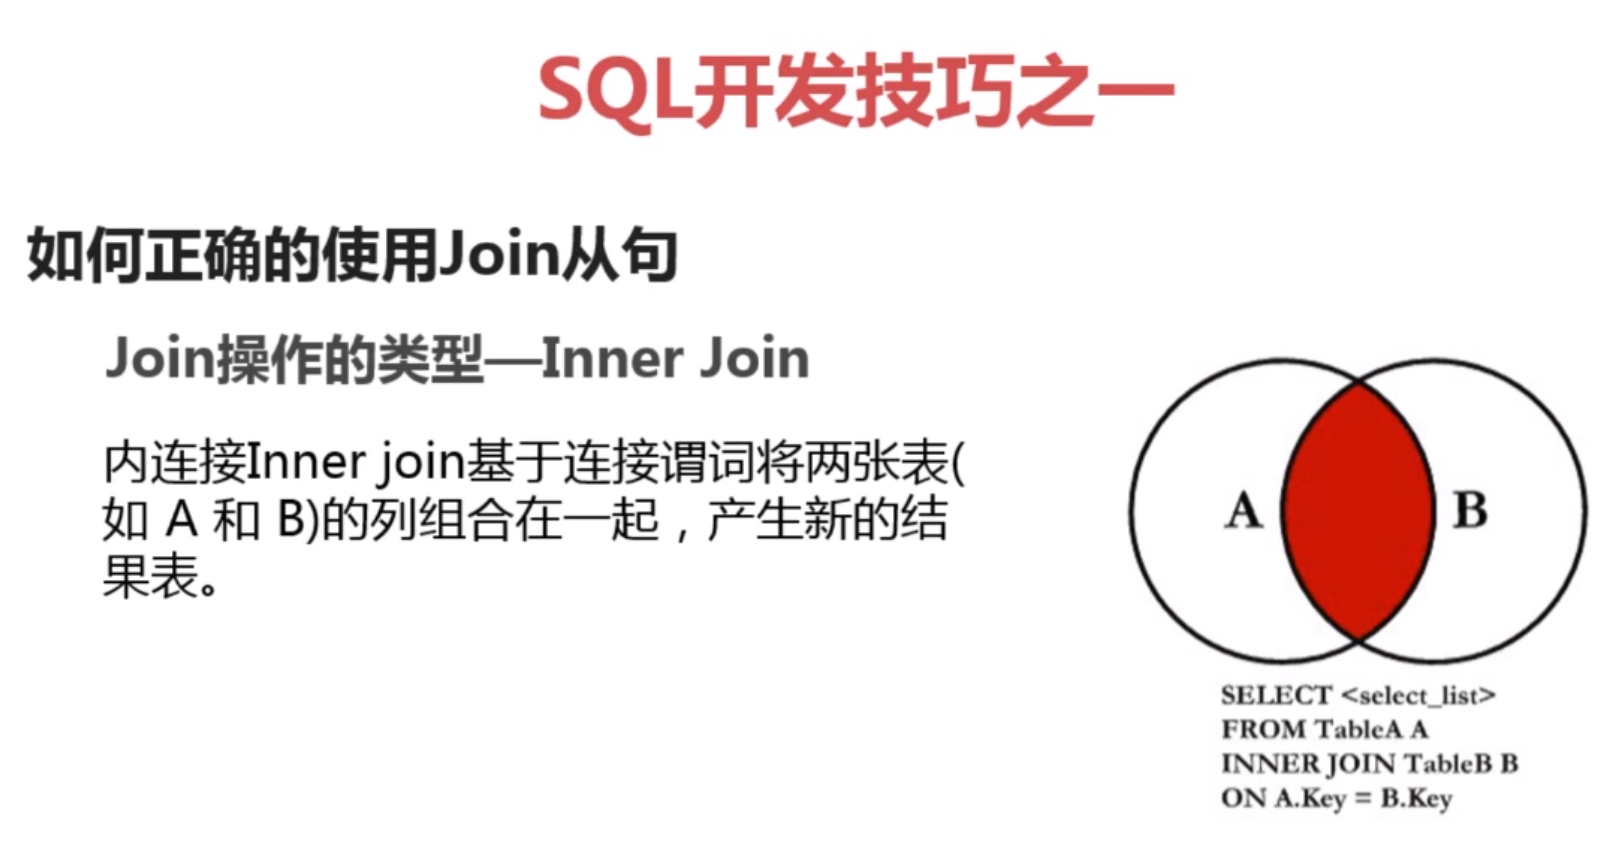 SQL开发技巧之一
如何正确的使用Join从句
Join操作的类型—Inner Join
内连接Inner join基于连接谓词将两张表(
如 A 和 B)的列组合在一起，产生新的结
果表。
A B
SELECT <select_list>
FROM TableA A
INNER JOIN TableB B
ON A.Key = B.Key